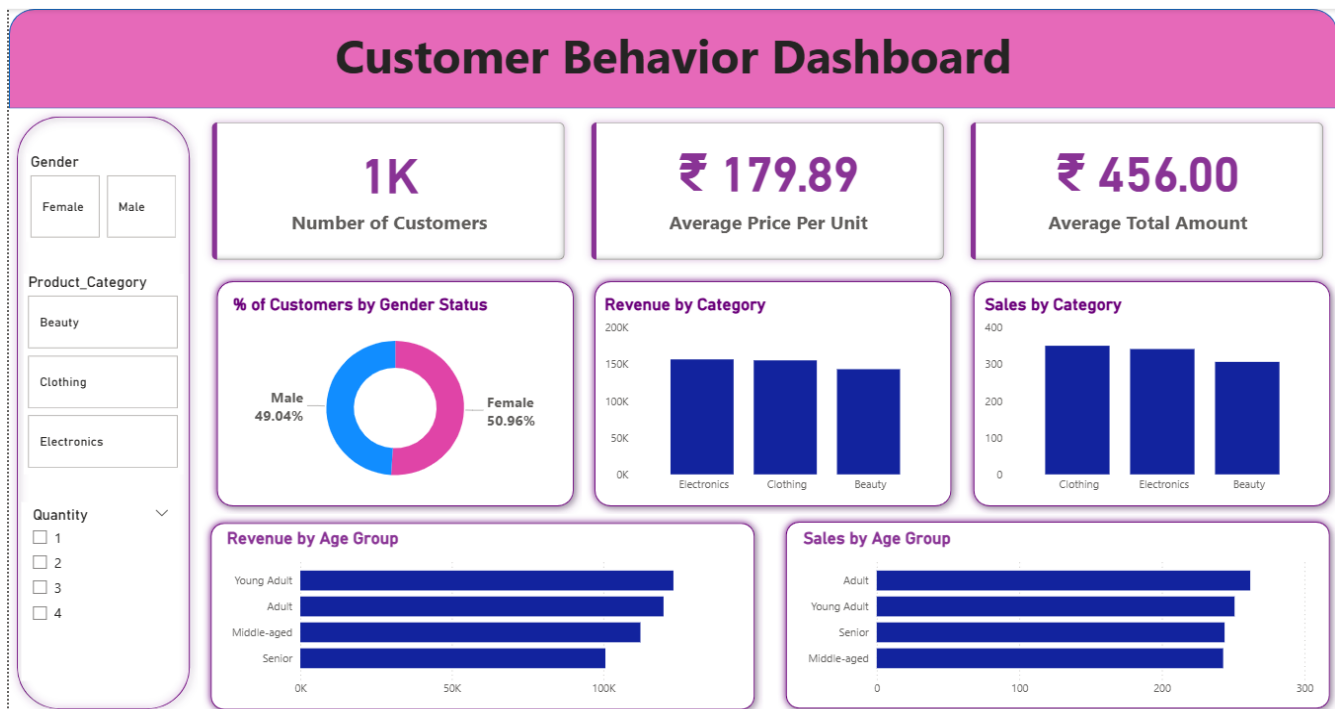 Customer Behavior Dashboard
Gender
Female
Male
Product_Category
Beauty
Clothing
Electronics
Quantity
1
2
3
4
1K
Number of Customers
₹ 179.89
Average Price Per Unit
₹ 456.00
Average Total Amount
% of Customers by Gender Status
Male
49.04%
Female
50.96%
Revenue by Category
200K
150K
100K
50K
0K
Electronics
Clothing
Beauty
Sales by Category
400
300
200
100
0
Clothing
Electronics
Beauty
Revenue by Age Group
Young Adult
Adult
Middle-aged
Senior
0K
50K
100K
Sales by Age Group
Adult
Young Adult
Senior
Middle-aged
0
100
200
300